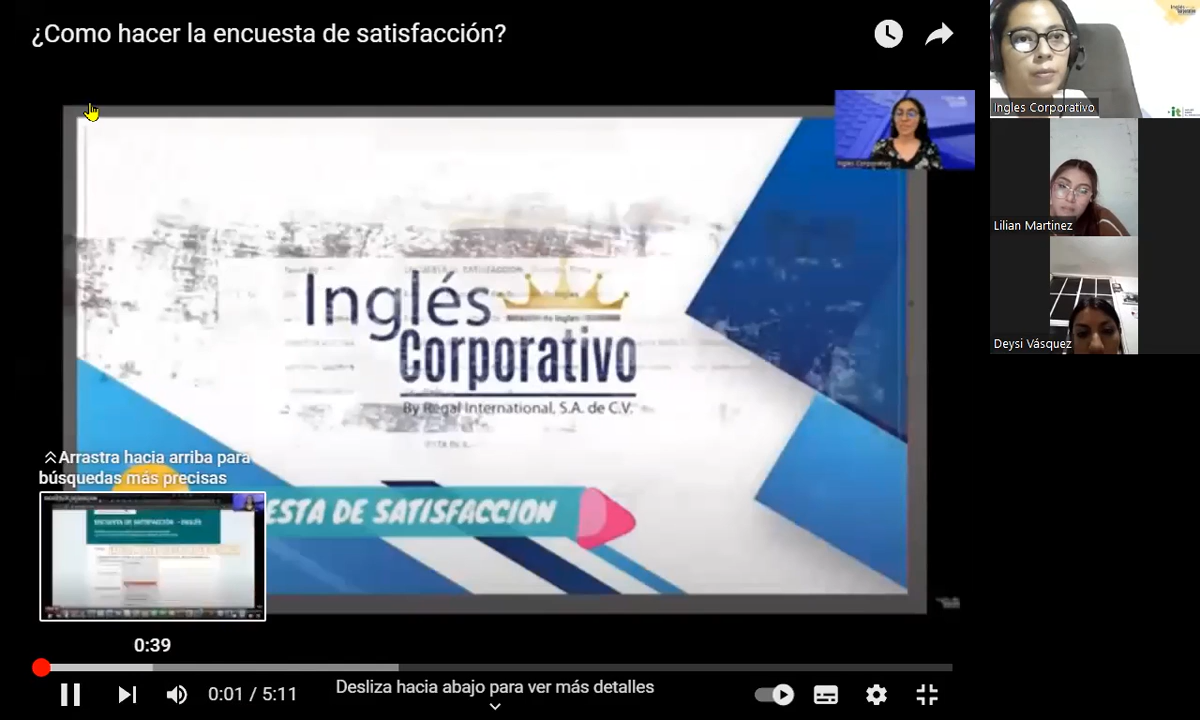 ¿Como hacer la encuesta de satisfacción?
Ingles Corporativo
Ingles Corporativo
Lilian Martinez
Deysi Vásquez
Inglés
Corporativo
By Regal International, S.A. de C.V.
Arrastra hacia arriba para
búsquedas más precisas
ESTA DE SATISFACCION
ENCUESTA DE SATISFACCIÓN - INGLÉS
0:39
0:01 / 5:11
Desliza hacia abajo para ver más detalles